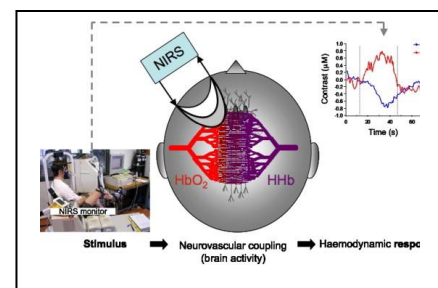 NIRS
Contrast (µM)
1.0
0.8
0.6
0.4
0.2
0.0
-0.2
-0.4
-0.6
-0.8
-1.0
0 20 40 60
Time (s)
HbO2
HHb
NIRS monitor
Stimulus
Neurovascular coupling
(brain activity)
Haemodynamic respo